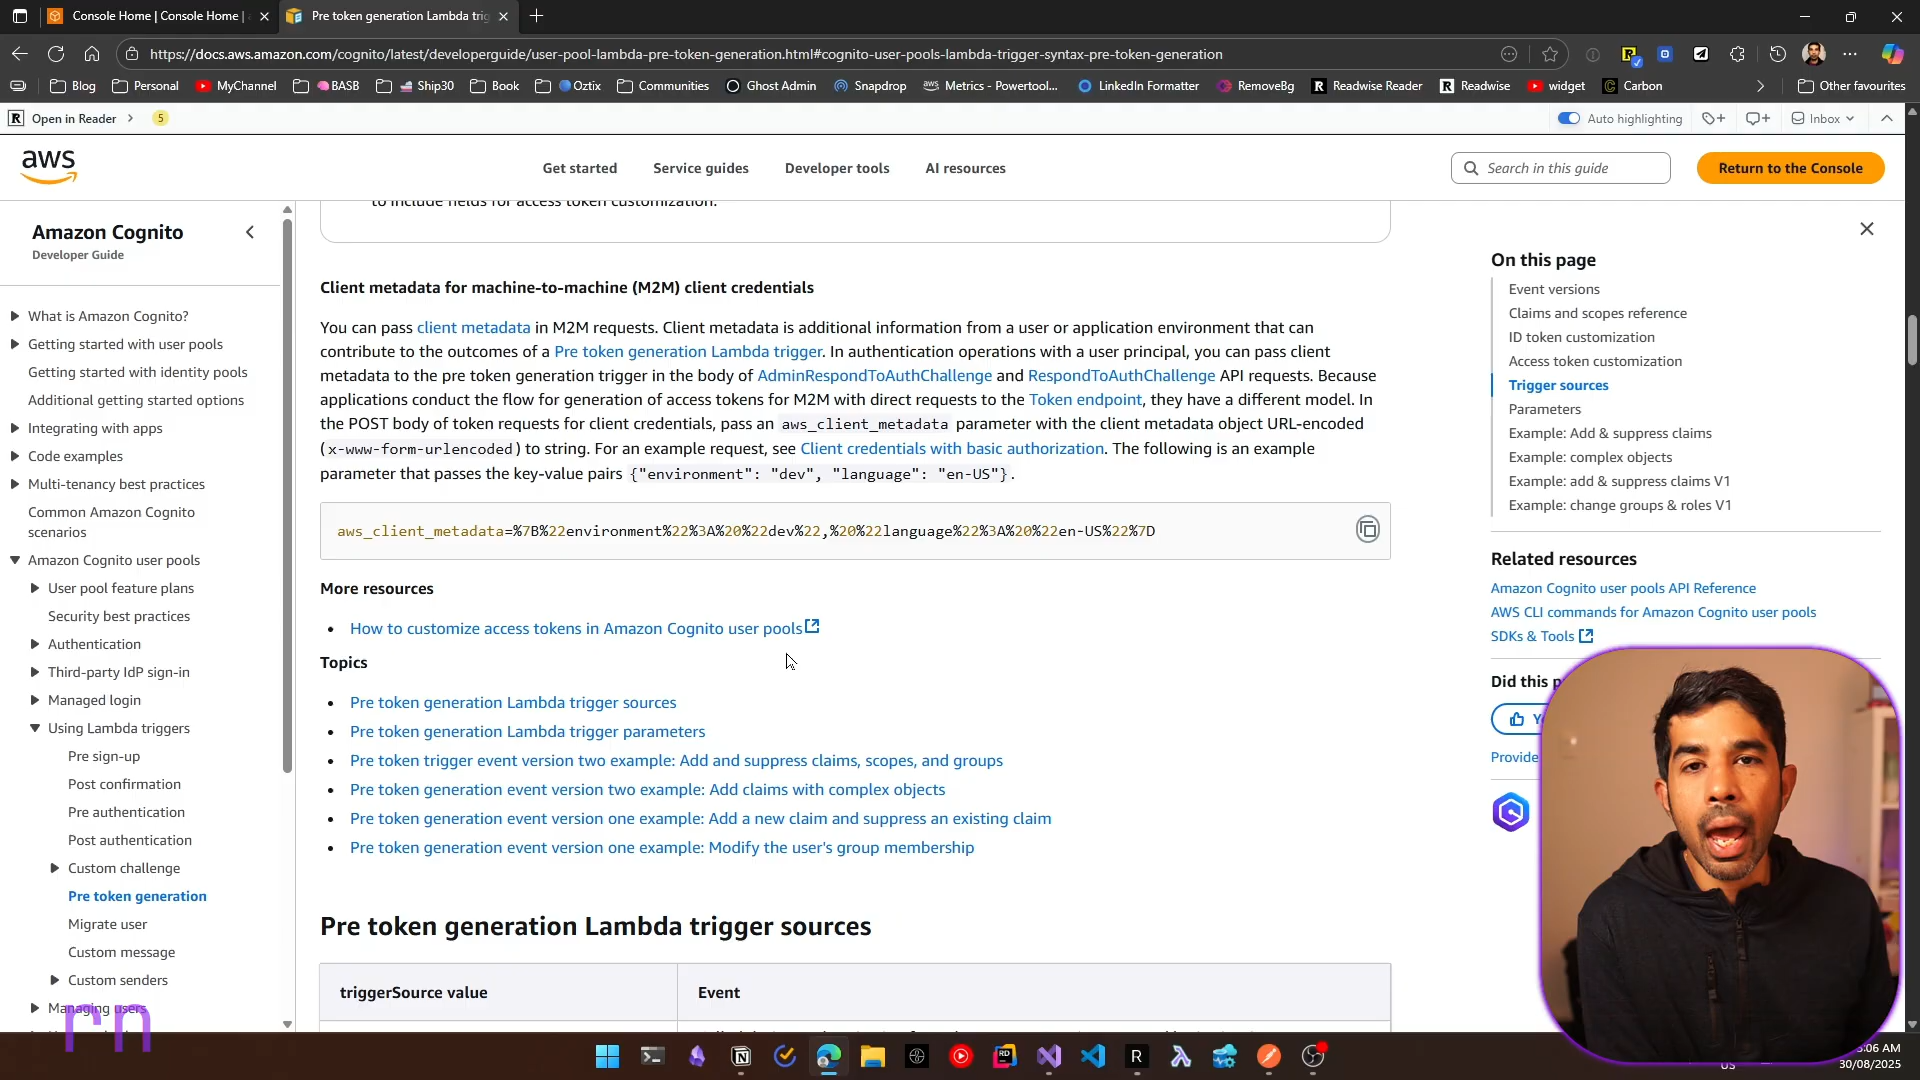 Console Home | Console Home |
Pre token generation Lambda trig
https://docs.aws.amazon.com/cognito/latest/developerguide/user-pool-lambda-pre-token-generation.html#cognito-user-pools-lambda-trigger-syntax-pre-token-generation
Blog
Personal
MyChannel
BASB
Ship30
Book
Oztix
Communities
Ghost Admin
Snapdrop
aws Metrics - Powertool...
LinkedIn Formatter
RemoveBg
R Readwise Reader
R Readwise
widget
Carbon
Other favourites
R Open in Reader
5
Auto highlighting
Inbox
aws
Get started
Service guides
Developer tools
AI resources
Search in this guide
Return to the Console
Amazon Cognito
Developer Guide
What is Amazon Cognito?
Getting started with user pools
Getting started with identity pools
Additional getting started options
Integrating with apps
Code examples
Multi-tenancy best practices
Common Amazon Cognito
scenarios
Amazon Cognito user pools
User pool feature plans
Security best practices
Authentication
Third-party IdP sign-in
Managed login
Using Lambda triggers
Pre sign-up
Post confirmation
Pre authentication
Post authentication
Custom challenge
Pre token generation
Migrate user
Custom message
Custom senders
Managing users
rn
to include fields for access token customization.
Client metadata for machine-to-machine (M2M) client credentials
You can pass client metadata in M2M requests. Client metadata is additional information from a user or application environment that can
contribute to the outcomes of a Pre token generation Lambda trigger. In authentication operations with a user principal, you can pass client
metadata to the pre token generation trigger in the body of AdminRespondToAuthChallenge and RespondToAuthChallenge API requests. Because
applications conduct the flow for generation of access tokens for M2M with direct requests to the Token endpoint, they have a different model. In
the POST body of token requests for client credentials, pass an aws_client_metadata parameter with the client metadata object URL-encoded
(x-www-form-urlencoded) to string. For an example request, see Client credentials with basic authorization. The following is an example
parameter that passes the key-value pairs {"environment": "dev", "language": "en-US"}.
aws_client_metadata=%7B%22environment%22%3A%20%22dev%22,%20%22language%22%3A%20%22en-US%22%7D
More resources
• How to customize access tokens in Amazon Cognito user pools
Topics
• Pre token generation Lambda trigger sources
• Pre token generation Lambda trigger parameters
• Pre token trigger event version two example: Add and suppress claims, scopes, and groups
• Pre token generation event version two example: Add claims with complex objects
• Pre token generation event version one example: Add a new claim and suppress an existing claim
• Pre token generation event version one example: Modify the user's group membership
Pre token generation Lambda trigger sources
triggerSource value
Event
On this page
Event versions
Claims and scopes reference
ID token customization
Access token customization
Trigger sources
Parameters
Example: Add & suppress claims
Example: complex objects
Example: add & suppress claims V1
Example: change groups & roles V1
Related resources
Amazon Cognito user pools API Reference
AWS CLI commands for Amazon Cognito user pools
SDKs & Tools
Did this
Provide
US
:06 AM
30/08/2025